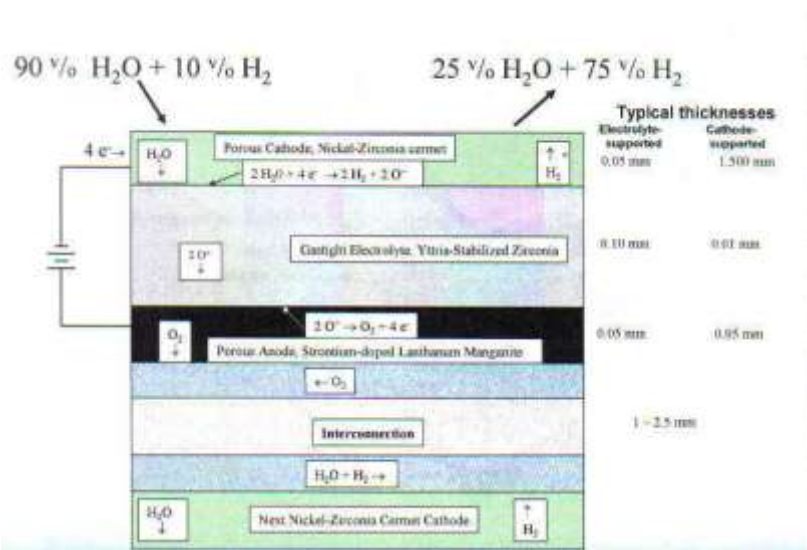 90 v/o H₂O + 10 v/o H₂
25 v/o H₂O + 75 v/o H₂
Typical thicknesses
Electrolyte-supported
Cathode-supported
4 e⁻→
H₂O
↓
Porous Cathode, Nickel-Zirconia cermet
↑
H₂
0.05 mm
1.500 mm
2 H₂O + 4 e⁻ → 2 H₂ + 2 O⁼
2 O⁼
↓
Gastight Electrolyte, Yttria-Stabilized Zirconia
0.10 mm
0.01 mm
2 O⁼ → O₂ + 4 e⁻
O₂
↓
Porous Anode, Strontium-doped Lanthanum Manganite
0.05 mm
0.05 mm
← O₂
Interconnection
1 – 2.5 mm
H₂O + H₂ →
H₂O
↓
Next Nickel-Zirconia Cermet Cathode
↑
H₂